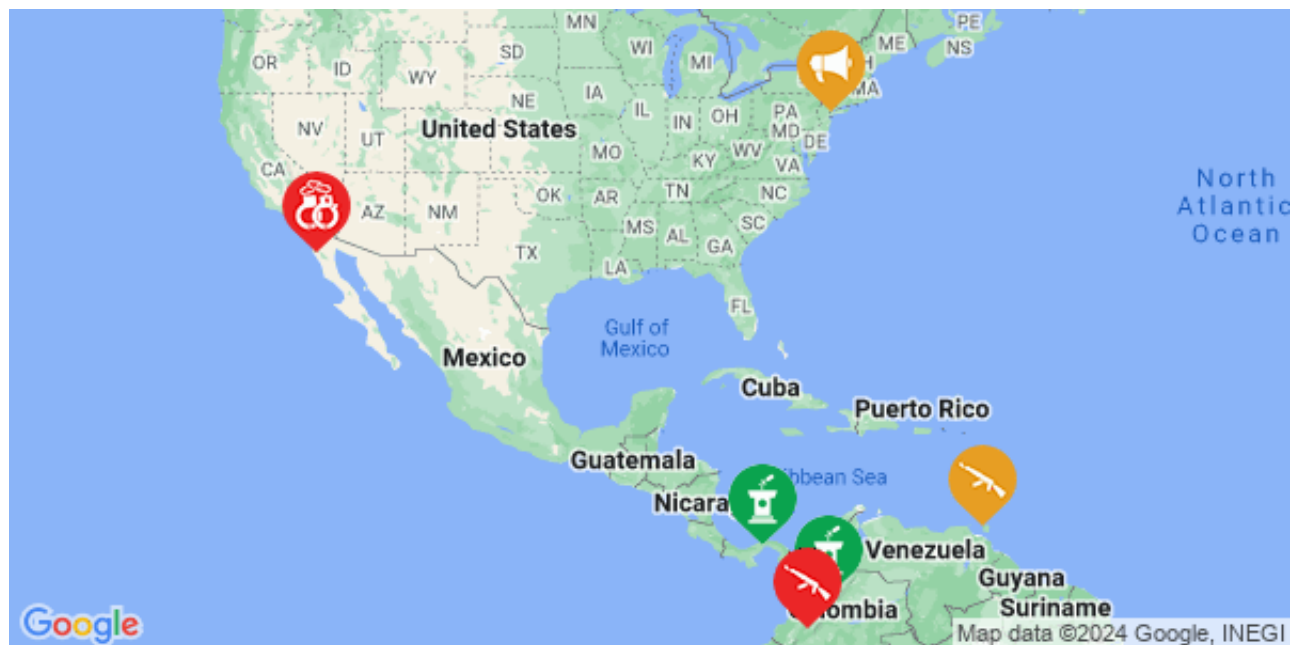 MN
PE
ME
NS
OR
ID
SD
WI
MI
WY
MA
NE
IA
PA
NV
UT
IL
IN
OH
MD
DE
United States
MO
WV
KY
VA
CA
North
Atlantic
Ocean
OK
AR
TN
NC
AZ
NM
MS
AL
SC
GA
TX
LA
FL
Gulf of
Mexico
Mexico
Cuba
Puerto Rico
Guatemala
Sea
Venezuela
Guyana
Suriname
Google
Map data ©2024 Google, INEGI